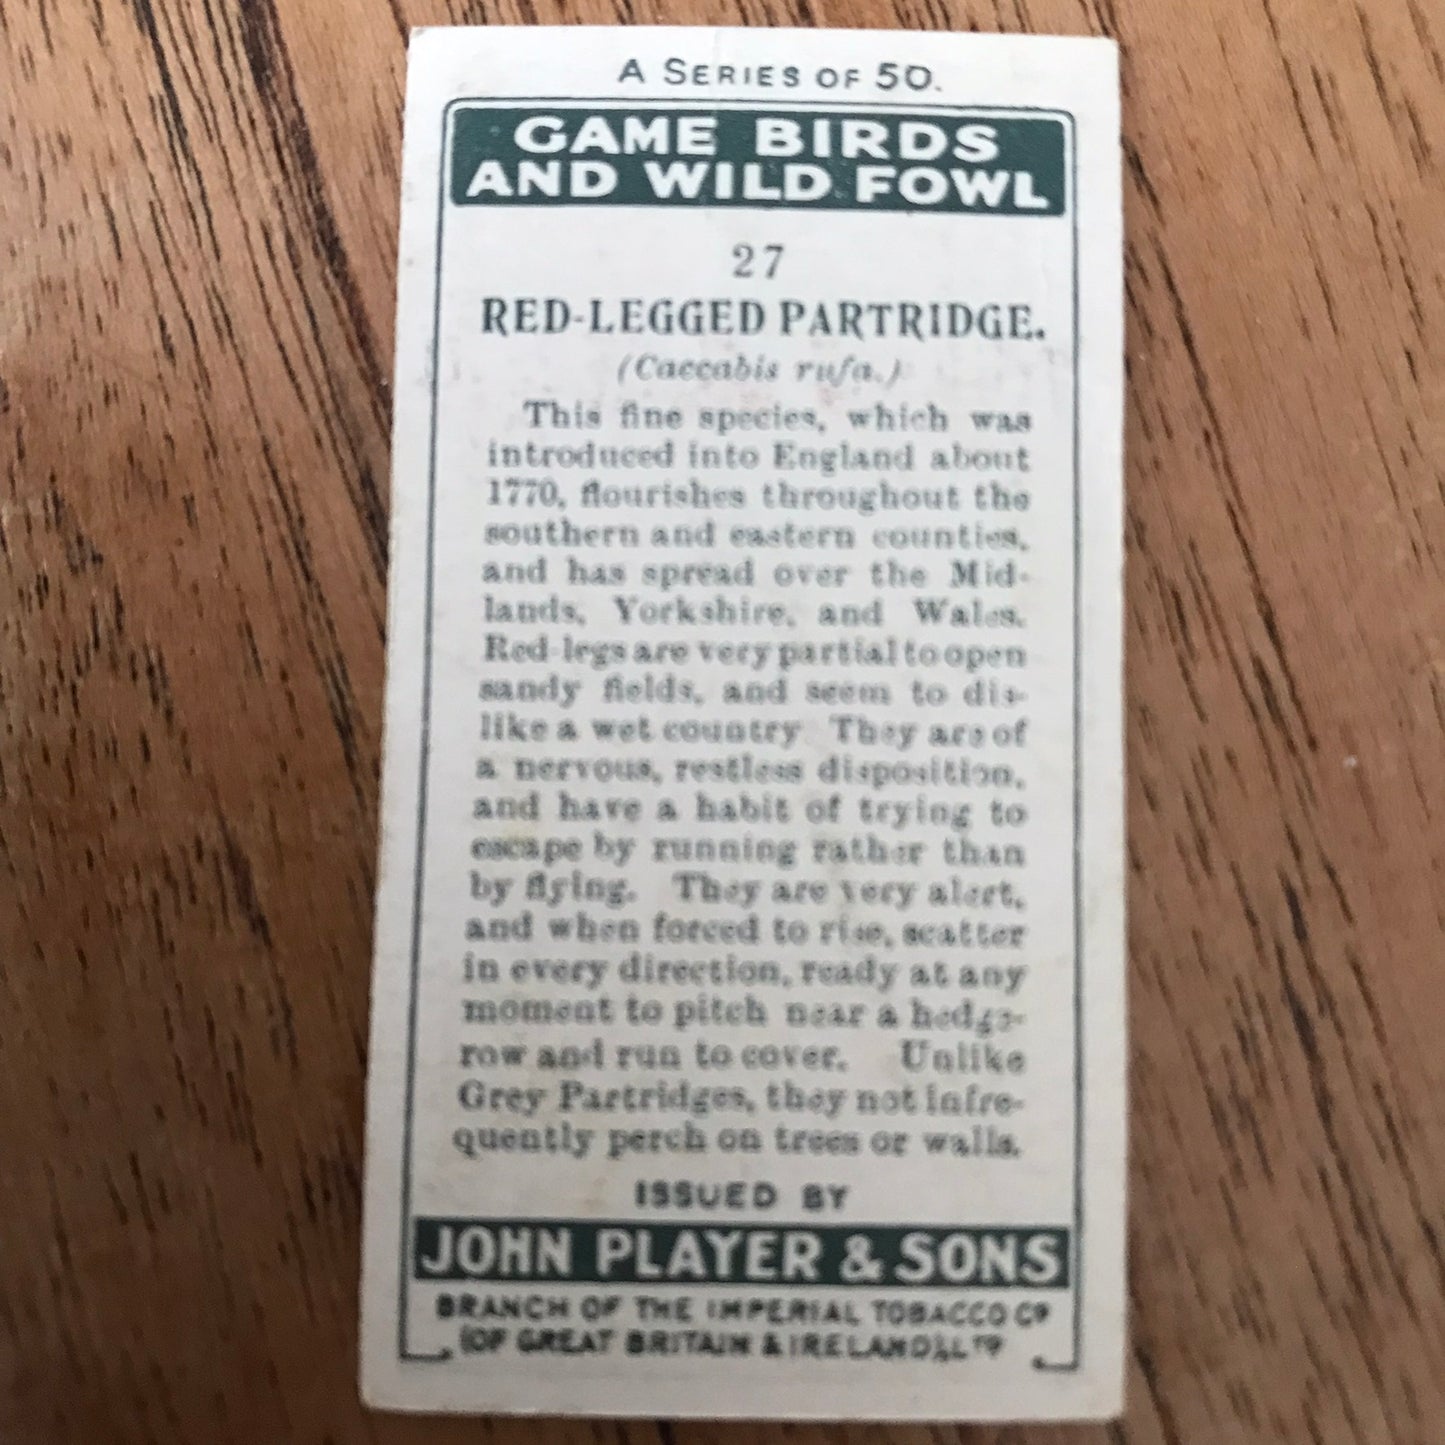 A SERIES OF 50.
GAME BIRDS
AND WILD FOWL
27
RED-LEGGED PARTRIDGE.
(Caccabis rufa.)
This fine species, which was
introduced into England about
1770, flourishes throughout the
southern and eastern counties,
and has spread over the Mid-
lands, Yorkshire, and Wales.
Red-legs are very partial to open
sandy fields, and seem to dis-
like a wet country. They are of
a nervous, restless disposition,
and have a habit of trying to
escape by running rather than
by flying. They are very alert,
and when forced to rise, scatter
in every direction, ready at any
moment to pitch near a hedge-
row and run to cover. Unlike
Grey Partridges, they not infre-
quently perch on trees or walls.
ISSUED BY
JOHN PLAYER & SONS
BRANCH OF THE IMPERIAL TOBACCO Co
(OF GREAT BRITAIN & IRELAND), LTD